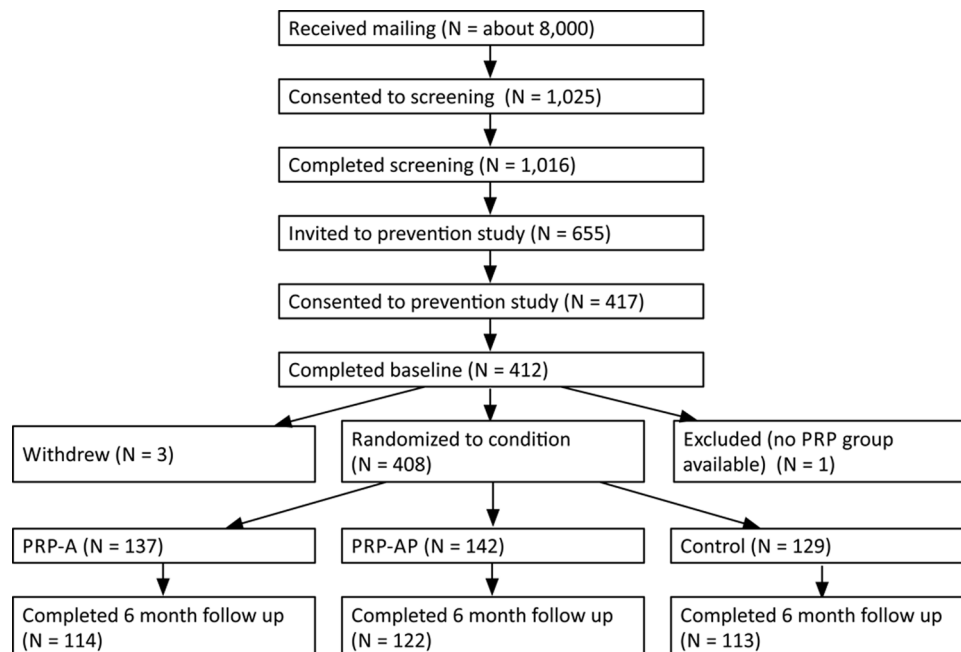 Received mailing (N = about 8,000)
Consented to screening  (N = 1,025)
Completed screening (N = 1,016)
Invited to prevention study (N = 655)
Consented to prevention study (N = 417)
Completed baseline (N = 412)
Withdrew (N = 3)
Randomized to condition
(N = 408)
Excluded (no PRP group
available)  (N = 1)
PRP-A (N = 137)
PRP-AP (N = 142)
Control (N = 129)
Completed 6 month follow up
(N = 114)
Completed 6 month follow up
(N = 122)
Completed 6 month follow up
(N = 113)